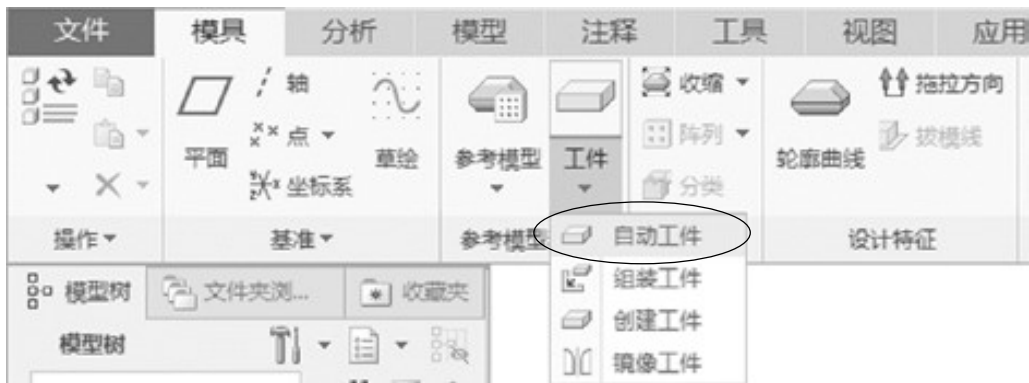 文件 模具 分析 模型 注释 工具 视图 应用
轴 收缩 拖拉方向
点 阵列 拔模线
平面 草绘 参考模型 工件 轮廓曲线
坐标系 分类
操作 基准 参考模型 自动工件 设计特征
模型树 文件夹浏... 收藏夹 组装工件
创建工件
模型树
镜像工件